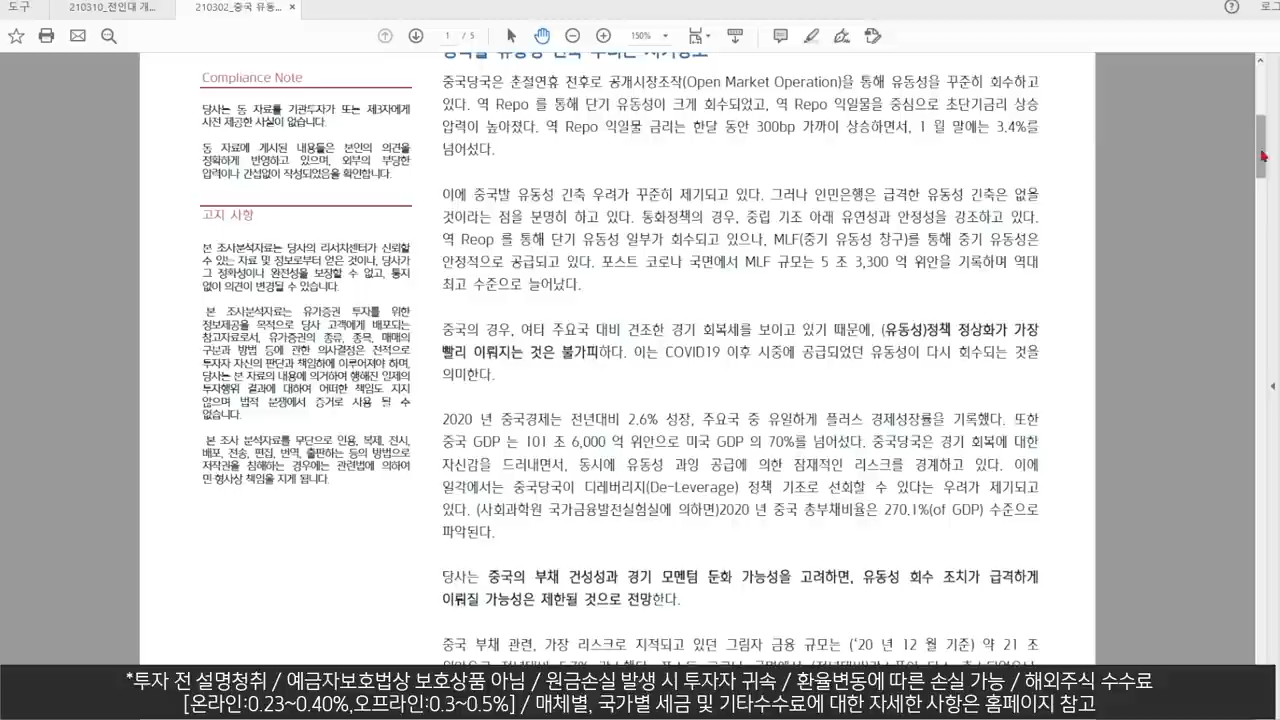 도구
210310_전인대 개...
210302_중국 유동... ×
로그
1 / 5
150%
Compliance Note
당사는 동 자료를 기관투자가 또는 제3자에게
사전 제공한 사실이 없습니다.
동 자료에 게시된 내용들은 본인의 의견을
정확하게 반영하고 있으며, 외부의 부당한
압력이나 간섭없이 작성되었음을 확인합니다.
고지 사항
본 조사분석자료는 당사의 리서치센터가 신뢰할
수 있는 자료 및 정보로부터 얻은 것이나, 당사가
그 정확성이나 완전성을 보장할 수 없고, 통지
없이 의견이 변경될 수 있습니다.
본 조사분석자료는 유가증권 투자를 위한
정보제공을 목적으로 당사 고객에게 배포되는
참고자료로서, 유가증권의 종류, 종목, 매매의
구분과 방법 등에 관한 의사결정은 전적으로
투자자 자신의 판단과 책임하에 이루어져야 하며,
당사는 본 자료의 내용에 의거하여 행해진 일체의
투자행위 결과에 대하여 어떠한 책임도 지지
않으며 법적 분쟁에서 증거로 사용 될 수
없습니다.
본 조사 분석자료를 무단으로 인용, 복제, 전시,
배포, 전송, 편집, 번역, 출판하는 등의 방법으로
저작권을 침해하는 경우에는 관련법에 의하여
민·형사상 책임을 지게 됩니다.
중국당국은 춘절연휴 전후로 공개시장조작(Open Market Operation)을 통해 유동성을 꾸준히 회수하고
있다. 역 Repo 를 통해 단기 유동성이 크게 회수되었고, 역 Repo 익일물을 중심으로 초단기금리 상승
압력이 높아졌다. 역 Repo 익일물 금리는 한달 동안 300bp 가까이 상승하면서, 1 월 말에는 3.4%를
넘어섰다.
이에 중국발 유동성 긴축 우려가 꾸준히 제기되고 있다. 그러나 인민은행은 급격한 유동성 긴축은 없을
것이라는 점을 분명히 하고 있다. 통화정책의 경우, 중립 기조 아래 유연성과 안정성을 강조하고 있다.
역 Reop 를 통해 단기 유동성 일부가 회수되고 있으나, MLF(중기 유동성 창구)를 통해 중기 유동성은
안정적으로 공급되고 있다. 포스트 코로나 국면에서 MLF 규모는 5 조 3,300 억 위안을 기록하며 역대
최고 수준으로 늘어났다.
중국의 경우, 여타 주요국 대비 견조한 경기 회복세를 보이고 있기 때문에, (유동성)정책 정상화가 가장
빨리 이뤄지는 것은 불가피하다. 이는 COVID19 이후 시중에 공급되었던 유동성이 다시 회수되는 것을
의미한다.
2020 년 중국경제는 전년대비 2.6% 성장, 주요국 중 유일하게 플러스 경제성장률을 기록했다. 또한
중국 GDP 는 101 조 6,000 억 위안으로 미국 GDP 의 70%를 넘어섰다. 중국당국은 경기 회복에 대한
자신감을 드러내면서, 동시에 유동성 과잉 공급에 의한 잠재적인 리스크를 경계하고 있다. 이에
일각에서는 중국당국이 디레버리지(De-Leverage) 정책 기조로 선회할 수 있다는 우려가 제기되고
있다. (사회과학원 국가금융발전실험실에 의하면)2020 년 중국 총부채비율은 270.1%(of GDP) 수준으로
파악된다.
당사는 중국의 부채 건성성과 경기 모멘텀 둔화 가능성을 고려하면, 유동성 회수 조치가 급격하게
이뤄질 가능성은 제한될 것으로 전망한다.
중국 부채 관련, 가장 리스크로 지적되고 있던 그림자 금융 규모는 ('20 년 12 월 기준) 약 21 조
*투자 전 설명청취 / 예금자보호법상 보호상품 아님 / 원금손실 발생 시 투자자 귀속 / 환율변동에 따른 손실 가능 / 해외주식 수수료
[온라인:0.23~0.40%,오프라인:0.3~0.5%] / 매체별, 국가별 세금 및 기타수수료에 대한 자세한 사항은 홈페이지 참고